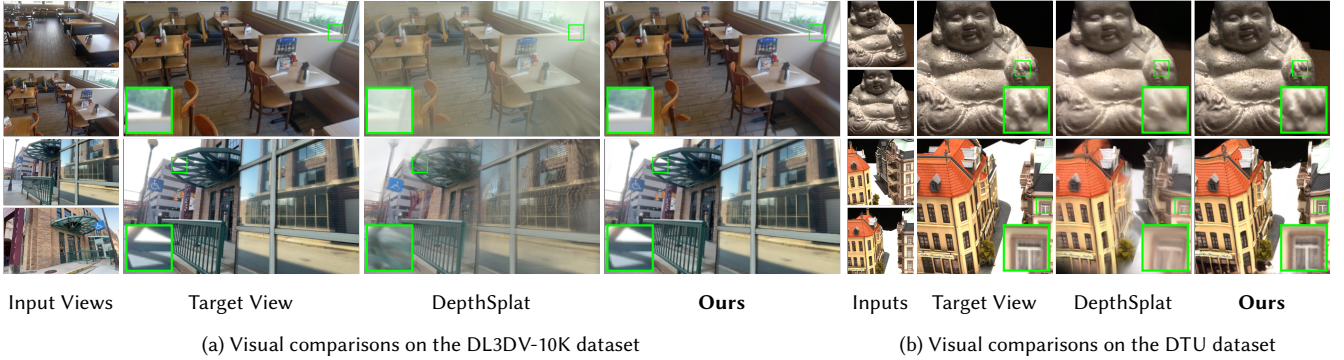 Input Views Target View DepthSplat Ours Inputs Target View DepthSplat Ours
(a) Visual comparisons on the DL3DV-10K dataset (b) Visual comparisons on the DTU dataset